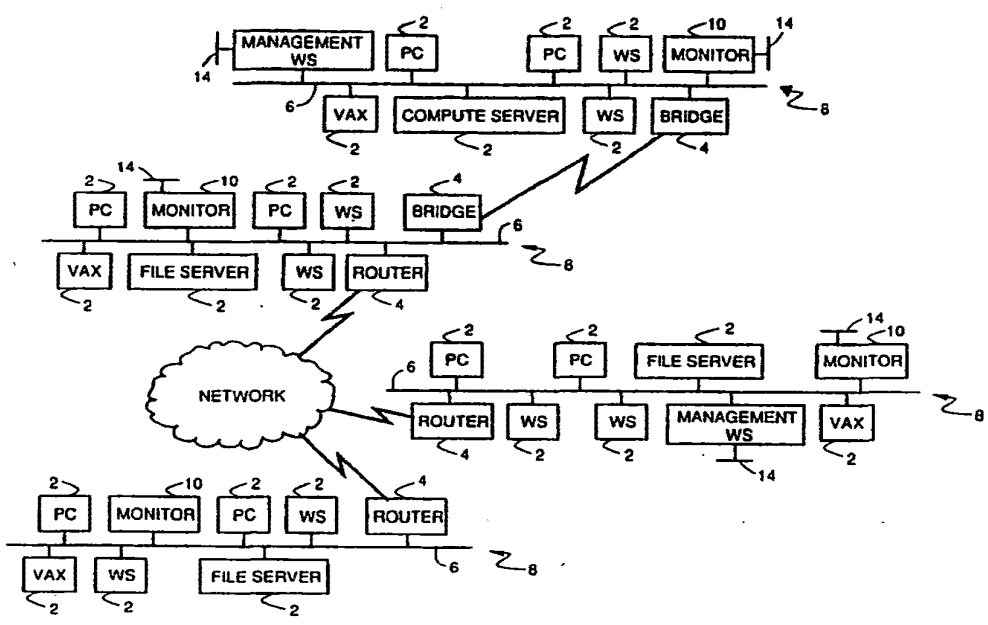 2 2 2 10 14
MANAGEMENT WS PC PC WS MONITOR
14 6 8
VAX COMPUTE SERVER WS BRIDGE
2 2 2 4
14
2 10 2 2 4
PC MONITOR PC WS BRIDGE
6
8
VAX FILE SERVER WS ROUTER
2 2 2 4
14
2 2 2 10
PC PC FILE SERVER MONITOR
6
8
NETWORK
ROUTER WS WS MANAGEMENT WS VAX
4 2 2 14 2
2 10 2 2 4
PC MONITOR PC WS ROUTER
6 8
VAX WS FILE SERVER
2 2 2